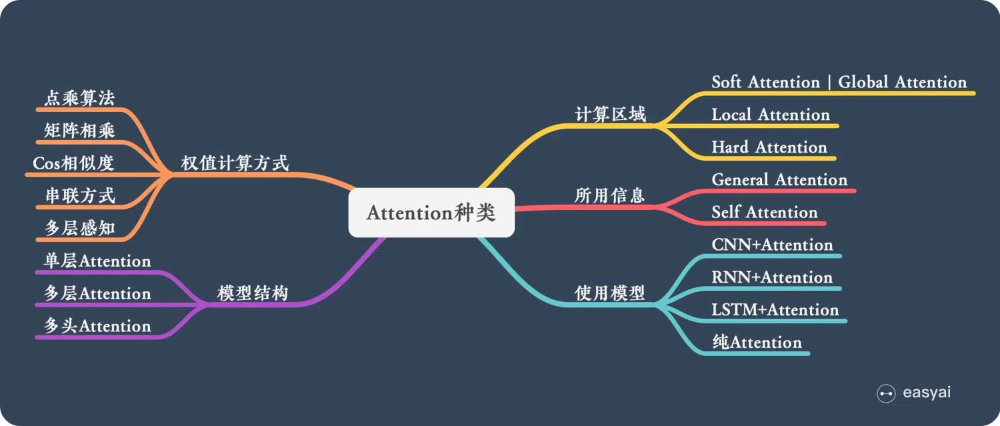 Attention种类
计算区域
Soft Attention | Global Attention
Local Attention
Hard Attention
所用信息
General Attention
Self Attention
使用模型
CNN+Attention
RNN+Attention
LSTM+Attention
纯Attention
权值计算方式
点乘算法
矩阵相乘
Cos相似度
串联方式
多层感知
模型结构
单层Attention
多层Attention
多头Attention
easyai